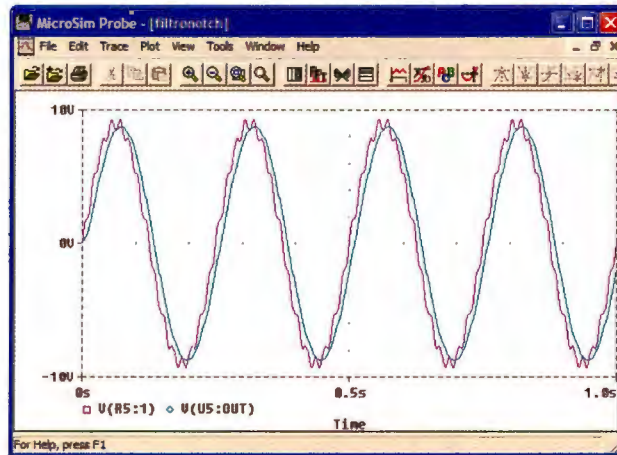 MicroSim Probe - [filtronotch]
File Edit Trace Plot View Tools Window Help
10V
0V
-10V
0s 0.5s 1.0s
V(R5:1) V(U5:OUT)
Time
For Help, press F1